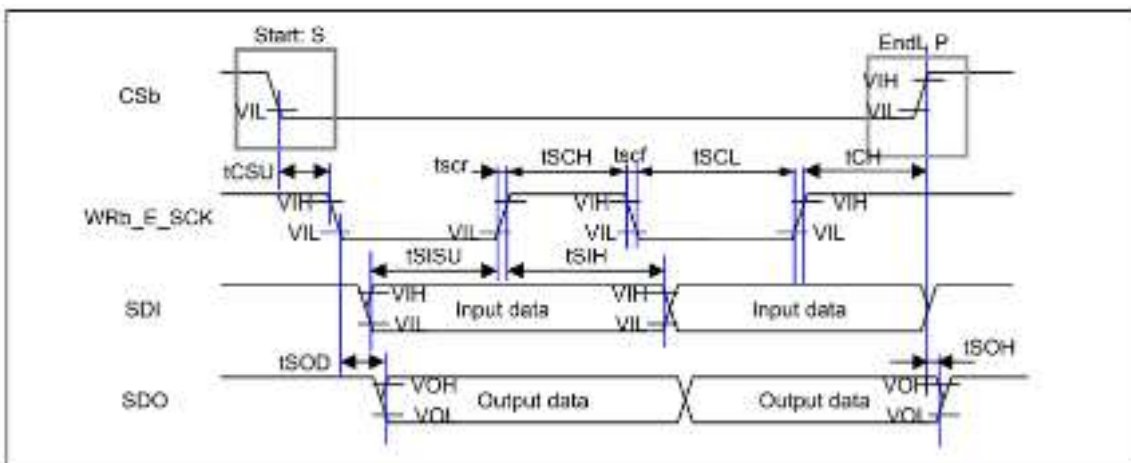 Start: S
EndL P
CSb
VIL
VIH
VIL
tCSU
tscr
tSCH
tscf
tSCL
tCH
WRb_E_SCK
VIH
VIL
VIL
VIH
VIL
VIH
VIL
tSISU
tSIH
SDI
VIH
VIL
Input data
VIH
VIL
Input data
tSOD
tSOH
SDO
VOH
VOL
Output data
Output data
VOH
VOL